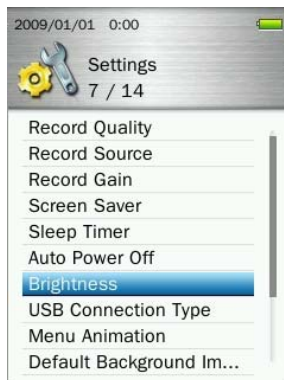 2009/01/01 0:00
Settings
7 / 14
Record Quality
Record Source
Record Gain
Screen Saver
Sleep Timer
Auto Power Off
Brightness
USB Connection Type
Menu Animation
Default Background Im...